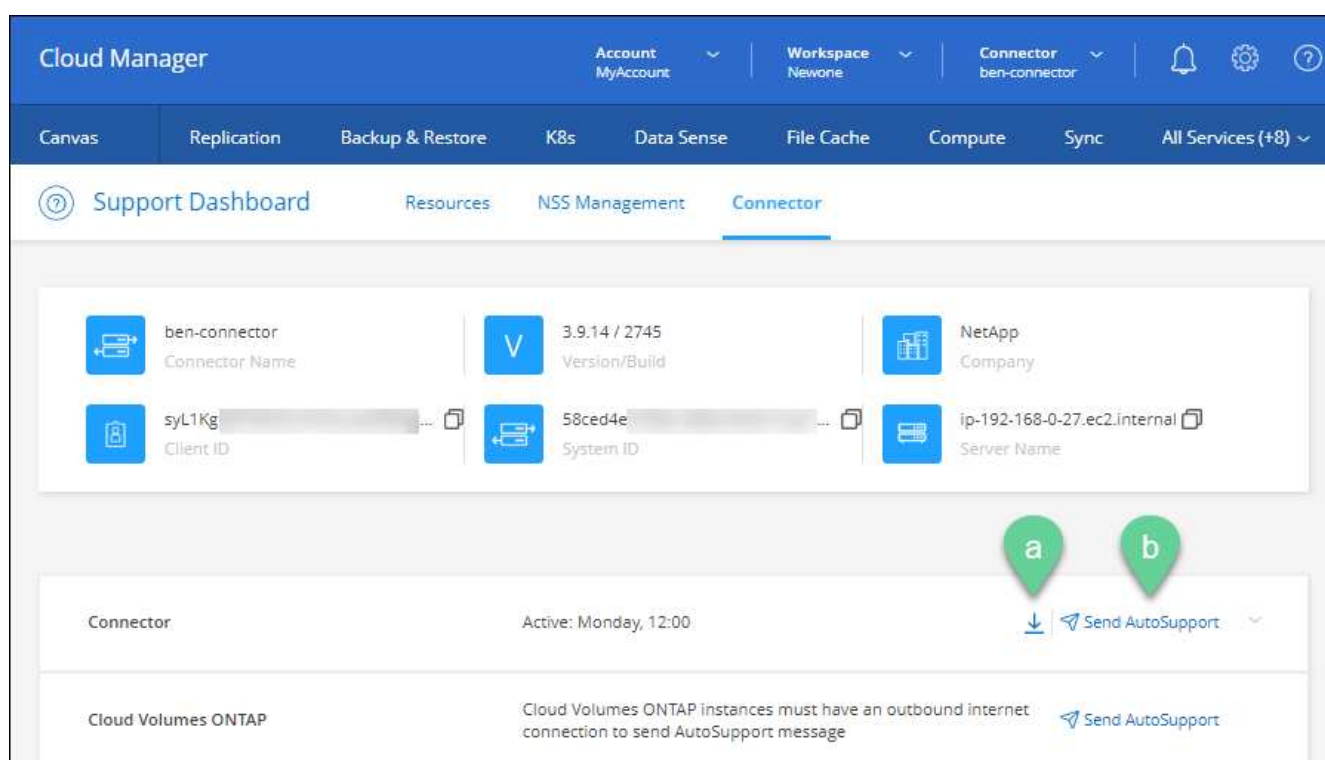 Cloud Manager
Account
MyAccount
Workspace
Newone
Connector
ben-connector
Canvas Replication Backup & Restore K8s Data Sense File Cache Compute Sync All Services (+8)
Support Dashboard Resources NSS Management Connector
ben-connector
Connector Name
V
3.9.14 / 2745
Version/Build
NetApp
Company
syL1Kg ...
Client ID
58ced4e ...
System ID
ip-192-168-0-27.ec2.internal
Server Name
a b
Connector Active: Monday, 12:00 Send AutoSupport
Cloud Volumes ONTAP
Cloud Volumes ONTAP instances must have an outbound internet
connection to send AutoSupport message
Send AutoSupport